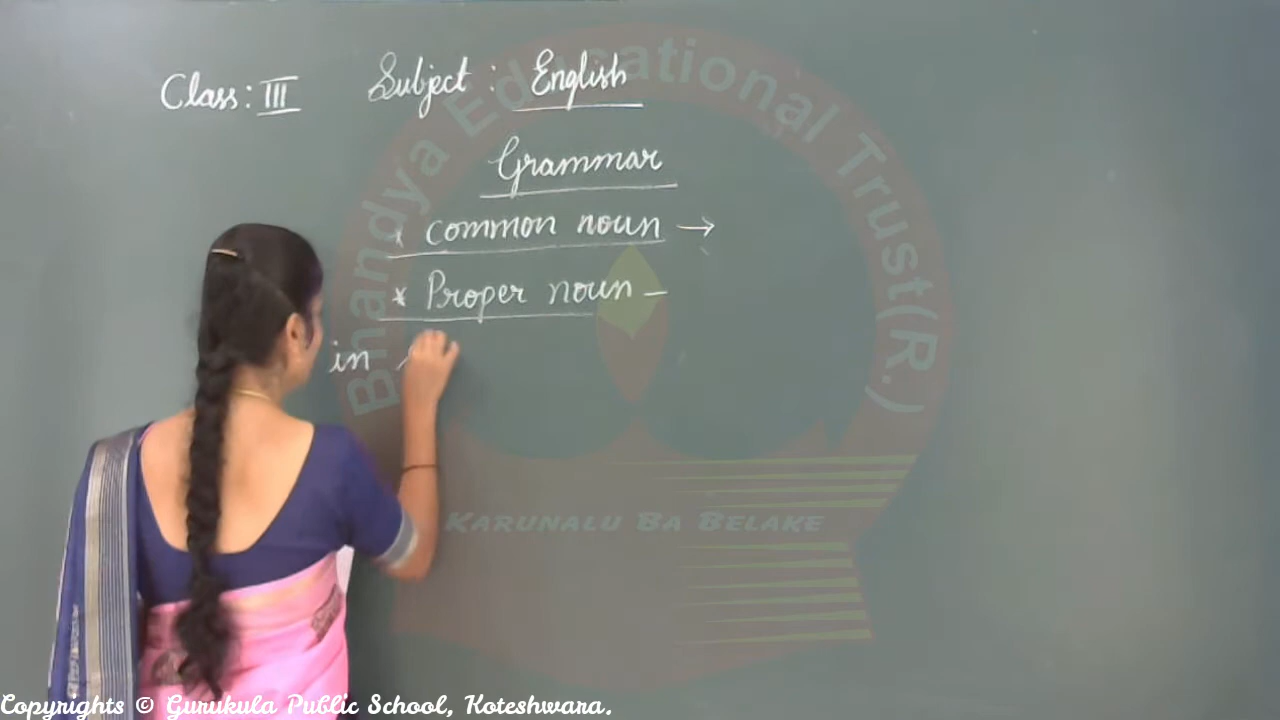 Class: III Subject: English
Grammar
* common noun →
* Proper noun –
in
Bhandya Educational Trust (R.)
KARUNALU BA BELAKE
Copyrights © Gurukula Public School, Koteshwara.